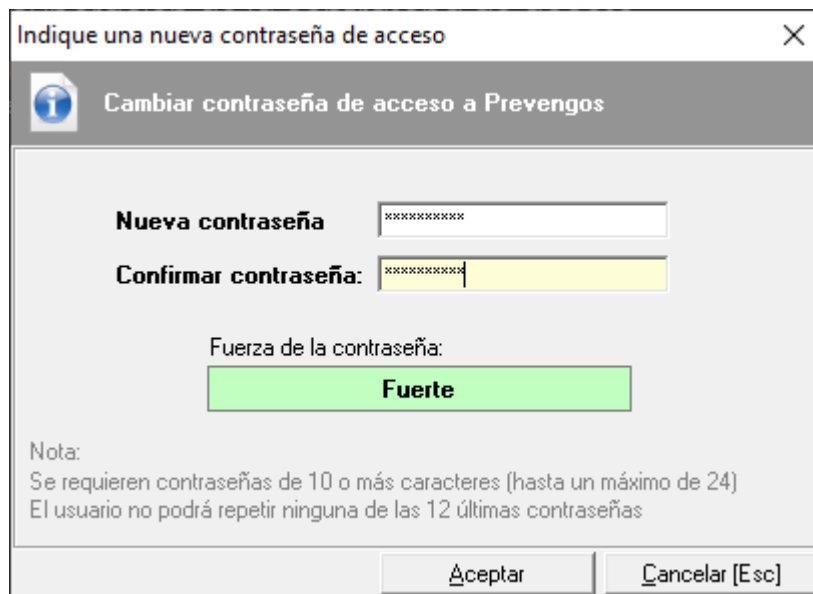 Indique una nueva contraseña de acceso
Cambiar contraseña de acceso a Prevengos
Nueva contraseña **********
Confirmar contraseña: **********
Fuerza de la contraseña:
Fuerte
Nota:
Se requieren contraseñas de 10 o más caracteres (hasta un máximo de 24)
El usuario no podrá repetir ninguna de las 12 últimas contraseñas
Aceptar Cancelar [Esc]